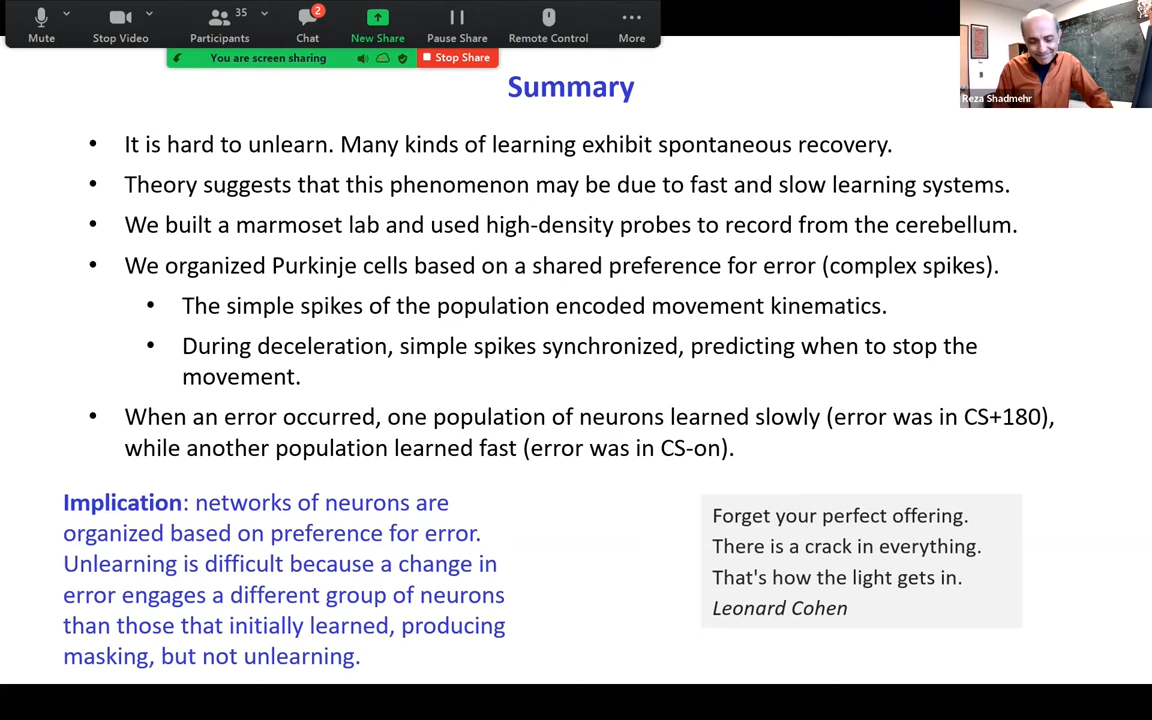 Mute
Stop Video
Participants
35
Chat
2
New Share
Pause Share
Remote Control
More
You are screen sharing
Stop Share
Reza Shadmehr
Summary
• It is hard to unlearn. Many kinds of learning exhibit spontaneous recovery.
• Theory suggests that this phenomenon may be due to fast and slow learning systems.
• We built a marmoset lab and used high-density probes to record from the cerebellum.
• We organized Purkinje cells based on a shared preference for error (complex spikes).
• The simple spikes of the population encoded movement kinematics.
• During deceleration, simple spikes synchronized, predicting when to stop the
movement.
• When an error occurred, one population of neurons learned slowly (error was in CS+180),
while another population learned fast (error was in CS-on).
Implication: networks of neurons are
organized based on preference for error.
Unlearning is difficult because a change in
error engages a different group of neurons
than those that initially learned, producing
masking, but not unlearning.
Forget your perfect offering.
There is a crack in everything.
That's how the light gets in.
Leonard Cohen